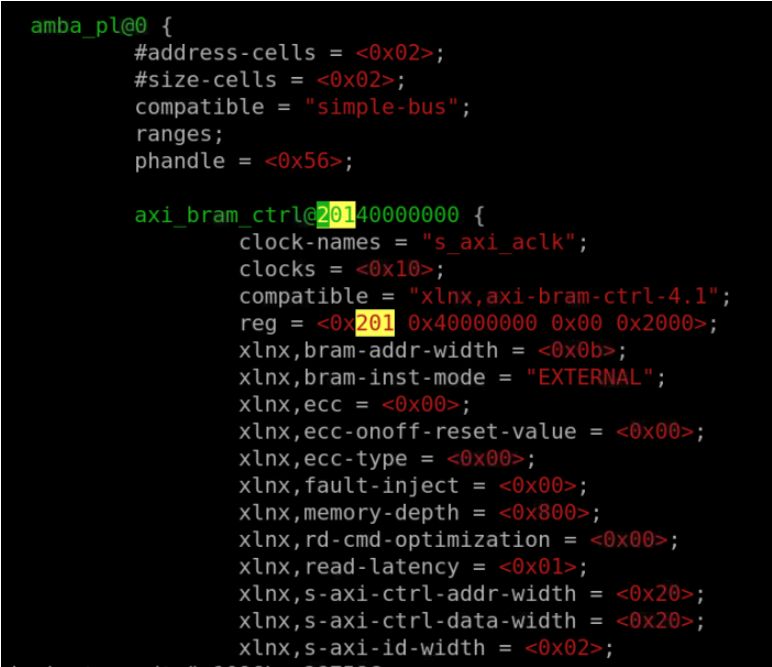 amba_pl@0 {
#address-cells = <0x02>;
#size-cells = <0x02>;
compatible = "simple-bus";
ranges;
phandle = <0x56>;
axi_bram_ctrl@20140000000 {
clock-names = "s_axi_aclk";
clocks = <0x10>;
compatible = "xlnx,axi-bram-ctrl-4.1";
reg = <0x201 0x40000000 0x00 0x2000>;
xlnx,bram-addr-width = <0x0b>;
xlnx,bram-inst-mode = "EXTERNAL";
xlnx,ecc = <0x00>;
xlnx,ecc-onoff-reset-value = <0x00>;
xlnx,ecc-type = <0x00>;
xlnx,fault-inject = <0x00>;
xlnx,memory-depth = <0x800>;
xlnx,rd-cmd-optimization = <0x00>;
xlnx,read-latency = <0x01>;
xlnx,s-axi-ctrl-addr-width = <0x20>;
xlnx,s-axi-ctrl-data-width = <0x20>;
xlnx,s-axi-id-width = <0x02>;